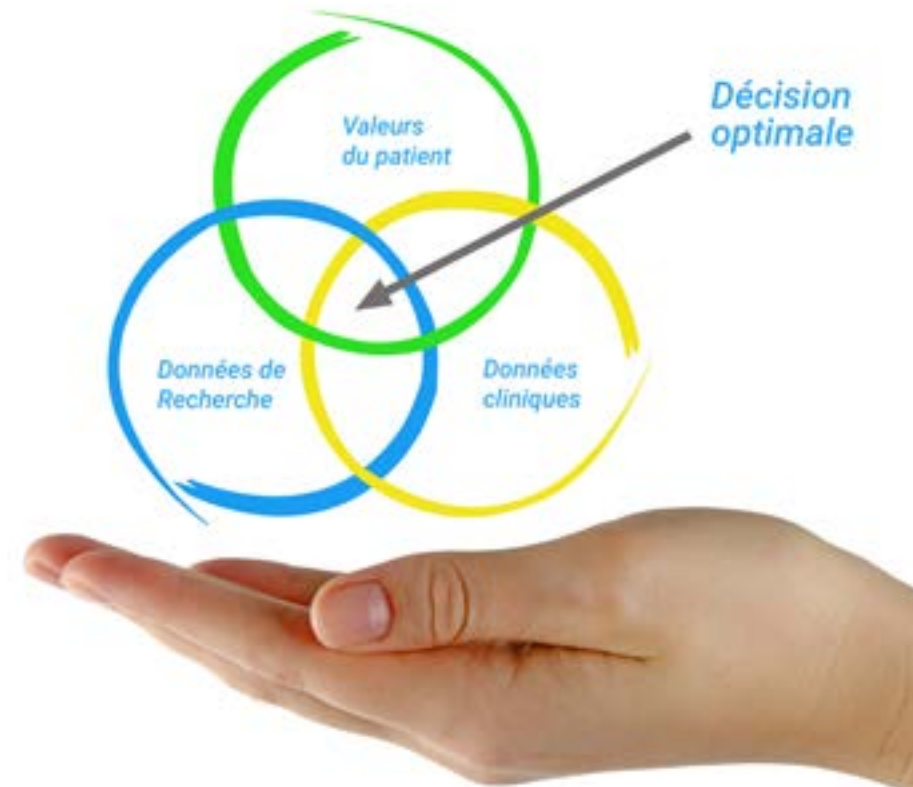 Valeurs
du patient
Décision
optimale
Données de
Recherche
Données
cliniques